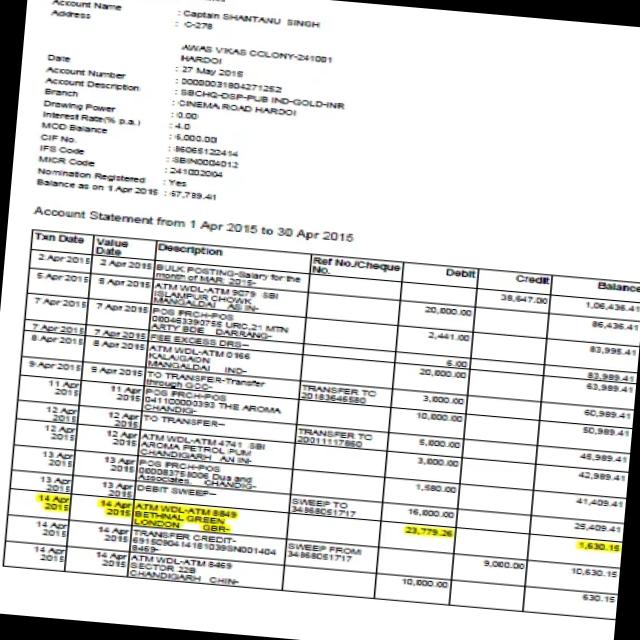 Account Name : Captain SHANTANU SINGH
Address : C-278
AWAS VIKAS COLONY-241001
HARDOI
Date : 27 May 2015
Account Number
Account Description : SBCHG-GSP-PUB IND-GOLD-INR
Branch : CINEMA ROAD HARDOI
Drawing Power : 0.00
Interest Rate(% p.a.) : 4.0
MOD Balance : 6,000.00
CIF No. : 86065122414
IFS Code : SBIN0004012
MICR Code : 241002004
Nomination Registered : Yes
Balance as on 1 Apr 2015 : 67,789.41
Account Statement from 1 Apr 2015 to 30 Apr 2015
Txn Date Value Date Description Ref No./Cheque No. Debit Credit Balance
2 Apr 2015 2 Apr 2015 BULK POSTING-Salary for the month of MAR, 2015- 38,647.00 1,06,436.41
5 Apr 2015 5 Apr 2015 ATM WDL-ATM 9079 SBI ISLAMPUR CHOWK MANGALDAI AS IN- 20,000.00 86,436.41
7 Apr 2015 7 Apr 2015 POS PRCH-POS URC,21 MTN ARTY BDE DARRANG- 2,441.00 83,995.41
7 Apr 2015 7 Apr 2015 FEE EXCESS DRS-- 6.00 83,989.41
8 Apr 2015 8 Apr 2015 ATM WDL-ATM 0166 KALAIGAON MANGALDAI IND- 20,000.00 63,989.41
9 Apr 2015 9 Apr 2015 TO TRANSFER-Transfer through GCC- TRANSFER TO 3,000.00 60,989.41
11 Apr 2015 11 Apr 2015 POS PRCH-POS THE AROMA CHANDIG- 10,000.00 50,989.41
12 Apr 2015 12 Apr 2015 TO TRANSFER-- TRANSFER TO 5,000.00 45,989.41
12 Apr 2015 12 Apr 2015 ATM WDL-ATM 4741 SBI AROMA PETROL PUM CHANDIGARH AN IN- 3,000.00 42,989.41
13 Apr 2015 13 Apr 2015 POS PRCH-POS Dua and Associates. CHANDIG- 1,580.00 41,409.41
13 Apr 2015 13 Apr 2015 DEBIT SWEEP-- SWEEP TO 34868051717 16,000.00 25,409.41
14 Apr 2015 14 Apr 2015 ATM WDL-ATM 8849 BETHNAL GREEN LONDON GBR- 23,779.26 1,630.15
14 Apr 2015 14 Apr 2015 TRANSFER CREDIT- 8469- SWEEP FROM 34868051717 9,000.00 10,630.15
14 Apr 2015 14 Apr 2015 ATM WDL-ATM 8469 SECTOR 22B CHANDIGARH CHIN- 10,000.00 630.15